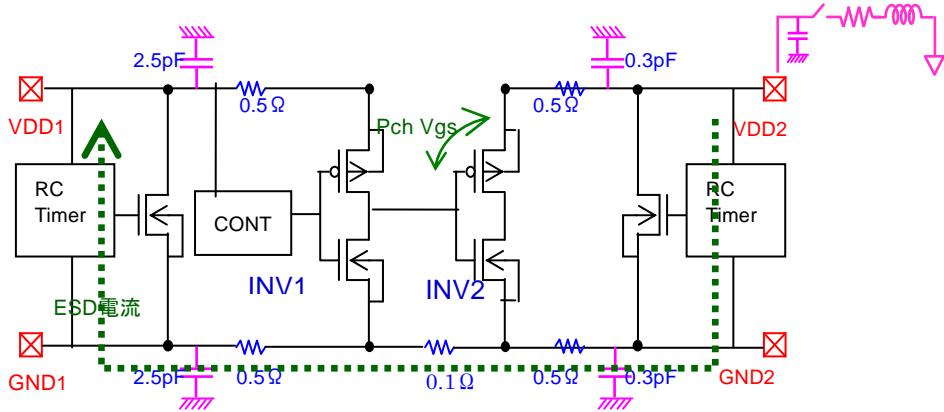 2.5pF
0.3pF
0.5Ω
0.5Ω
VDD1
Pch Vgs
VDD2
RC
Timer
CONT
RC
Timer
INV1
INV2
ESD電流
GND1
2.5pF
0.5Ω
0.1Ω
0.5Ω
0.3pF
GND2